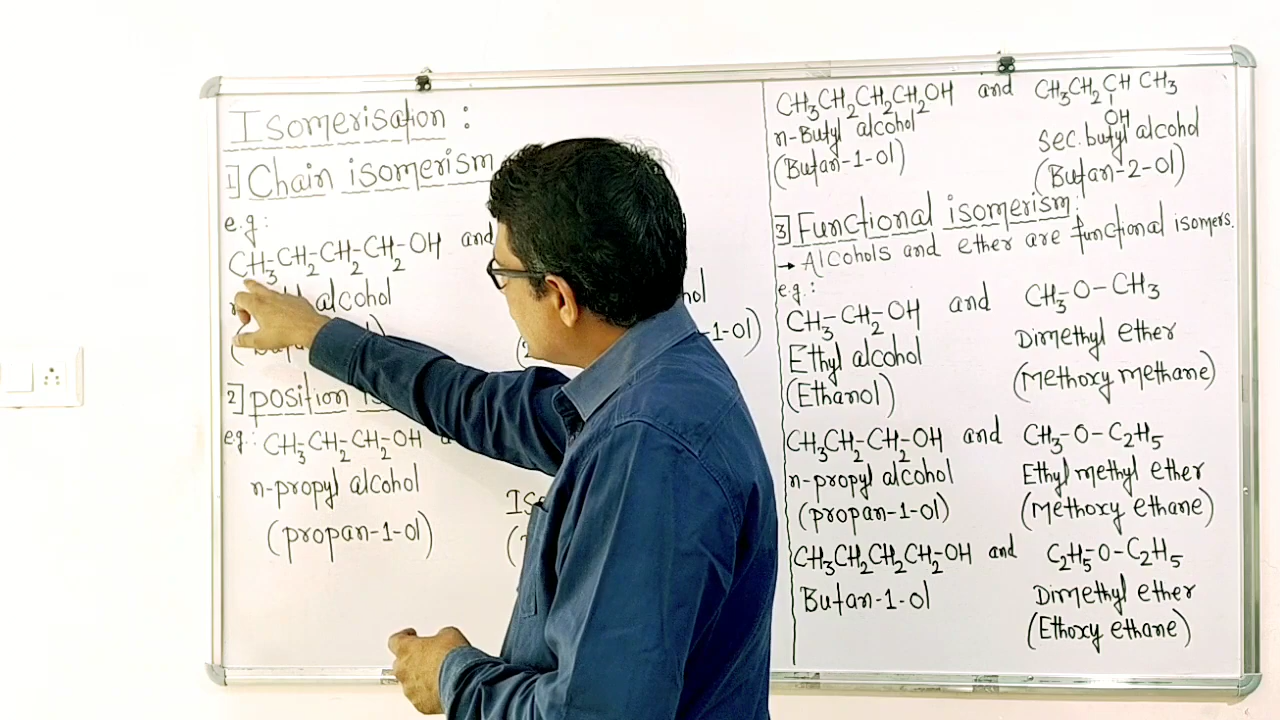 Isomerisation :
1] Chain isomerism
e.g:
CH3-CH2-CH2-CH2-OH and
alcohol
-1-ol)
2] position
eg.: CH3-CH2-CH2-OH
n-propyl alcohol
(propan-1-ol)
CH3CH2CH2CH2OH and CH3CH2CHCH3
OH
n-Butyl alcohol Sec. butyl alcohol
(Butan-1-ol) (Butan-2-ol)
3] Functional isomerism:
→ Alcohols and ether are functional isomers.
e.g.:
CH3-CH2-OH and CH3-O-CH3
Ethyl alcohol Dimethyl ether
(Ethanol) (Methoxy methane)
CH3CH2-CH2-OH and CH3-O-C2H5
n-propyl alcohol Ethyl methyl ether
(propan-1-ol) (Methoxy ethane)
CH3CH2CH2CH2-OH and C2H5-O-C2H5
Butan-1-ol Dimethyl ether
(Ethoxy ethane)